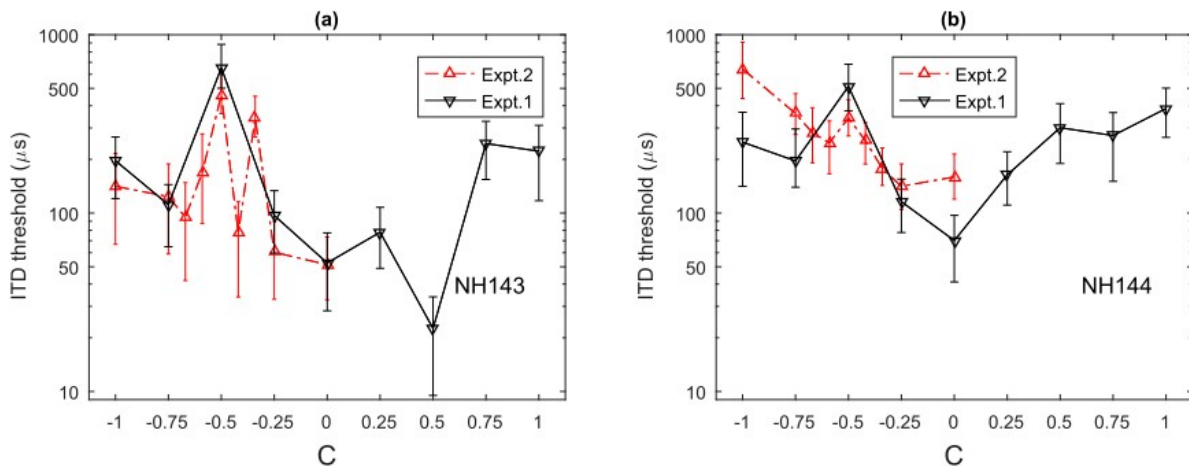 (a)
1000
500
100
50
10
ITD threshold (μs)
Expt.2
Expt.1
NH143
-1 -0.75 -0.5 -0.25 0 0.25 0.5 0.75 1
C
(b)
1000
500
100
50
10
ITD threshold (μs)
Expt.2
Expt.1
NH144
-1 -0.75 -0.5 -0.25 0 0.25 0.5 0.75 1
C